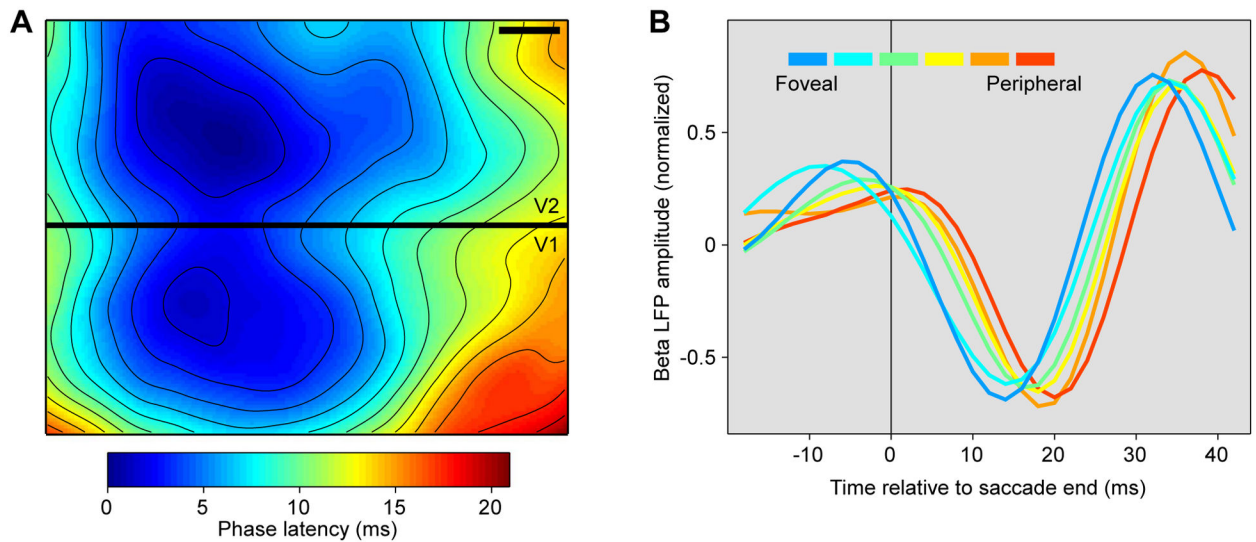 A
V2
V1
0 5 10 15 20
Phase latency (ms)
B
Foveal Peripheral
Beta LFP amplitude (normalized)
0.5
0
-0.5
-10 0 10 20 30 40
Time relative to saccade end (ms)